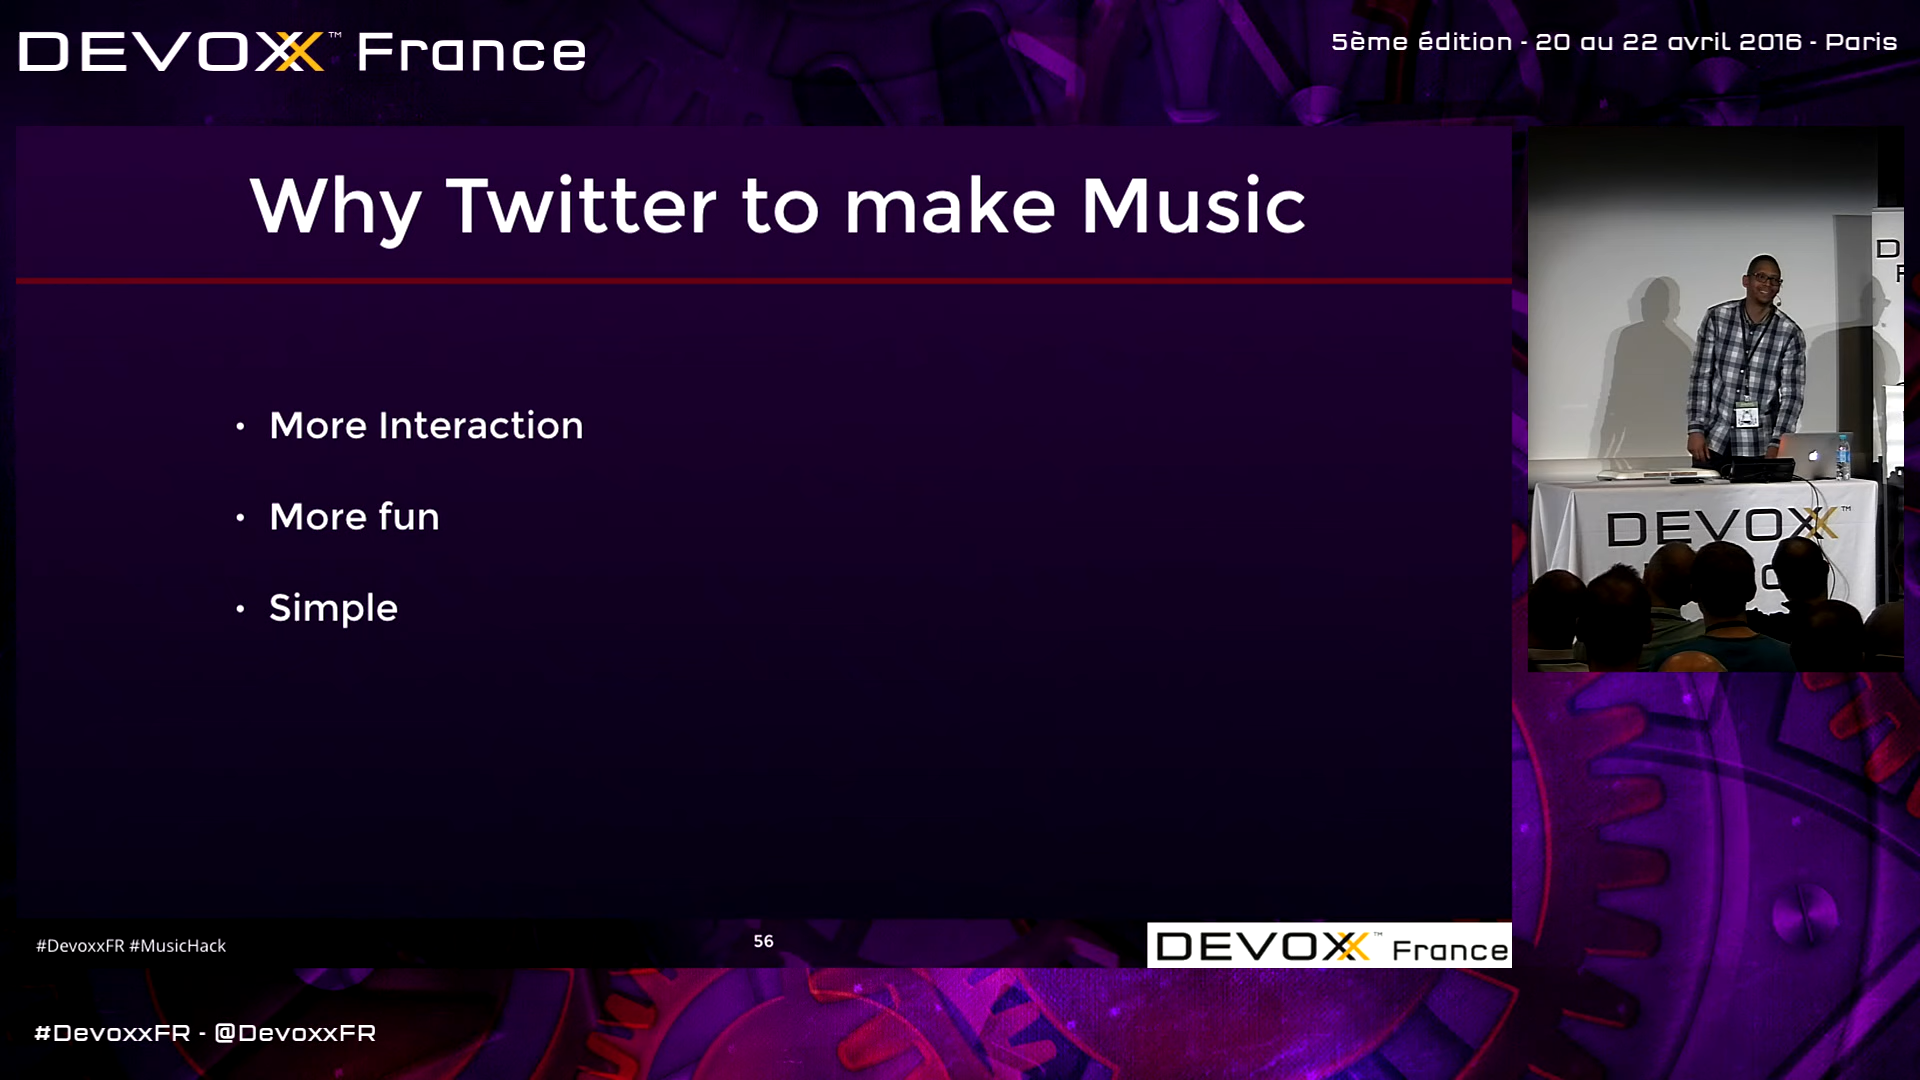 DEVOXX™ France
5ème édition - 20 au 22 avril 2016 - Paris
Why Twitter to make Music
• More Interaction
• More fun
• Simple
#DevoxxFR #MusicHack
56
DEVOXX™ France
DEVOXX™
#DevoxxFR - @DevoxxFR